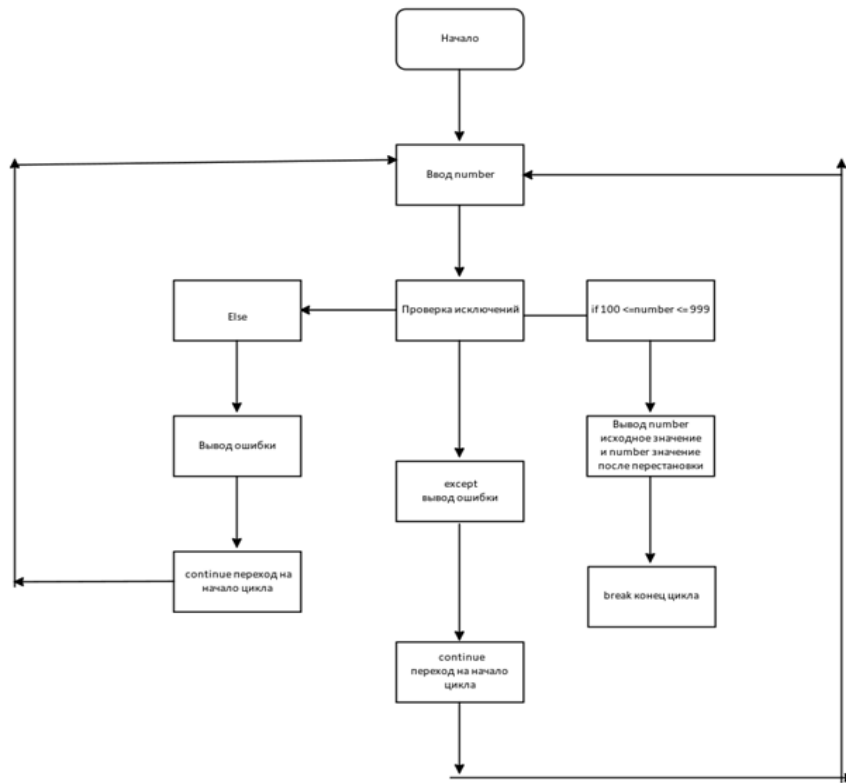 Начало
Ввод number
Else
Проверка исключений
if 100 <=number <= 999
Вывод ошибки
Вывод number
исходное значение
и number значение
после перестановки
except
вывод ошибки
continue переход на
начало цикла
break конец цикла
continue
переход на начало
цикла